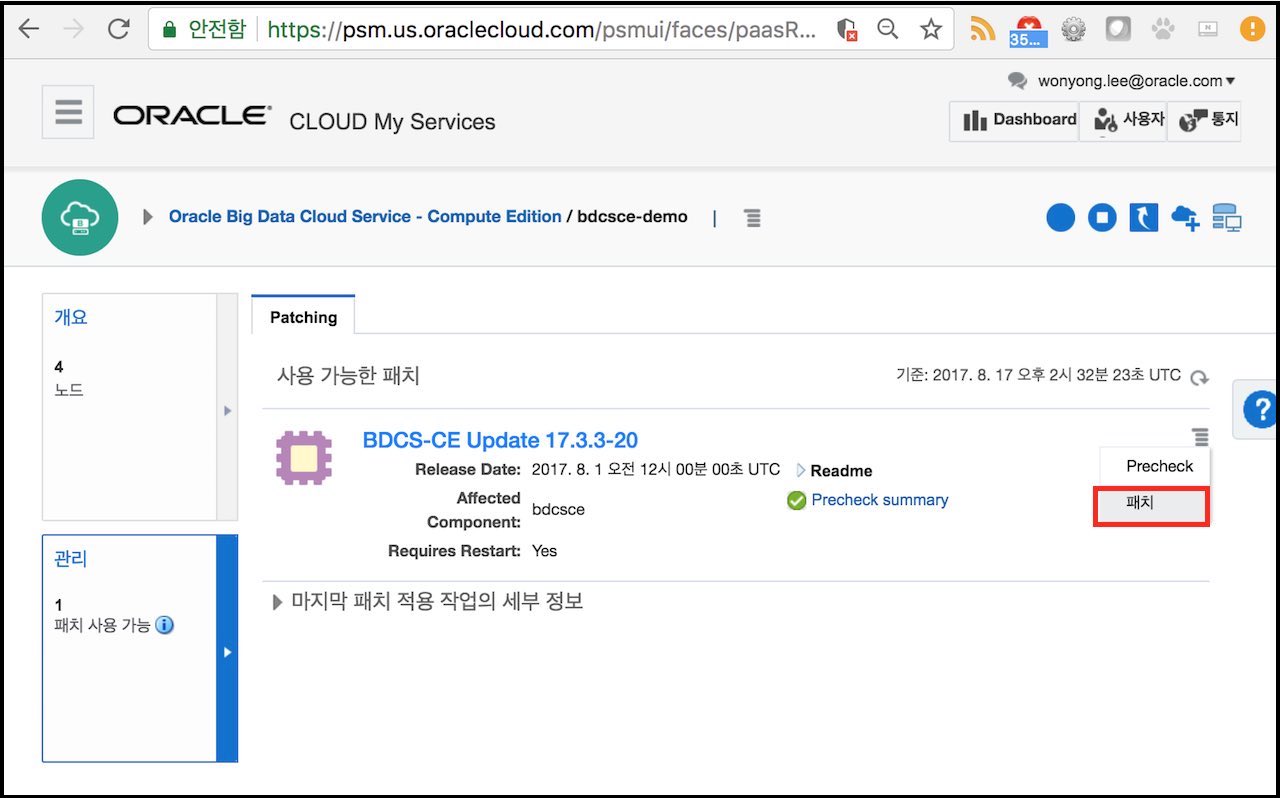 안전함
https://psm.us.oraclecloud.com/psmui/faces/paasR...
35...
wonyong.lee@oracle.com
ORACLE CLOUD My Services
Dashboard 사용자 통지
Oracle Big Data Cloud Service - Compute Edition / bdcsce-demo |
개요
4
노드
Patching
사용 가능한 패치
기준: 2017. 8. 17 오후 2시 32분 23초 UTC
?
BDCS-CE Update 17.3.3-20
Release Date: 2017. 8. 1 오전 12시 00분 00초 UTC
Readme
Affected Component: bdcsce
Precheck summary
Requires Restart: Yes
Precheck
패치
마지막 패치 적용 작업의 세부 정보
관리
1
패치 사용 가능